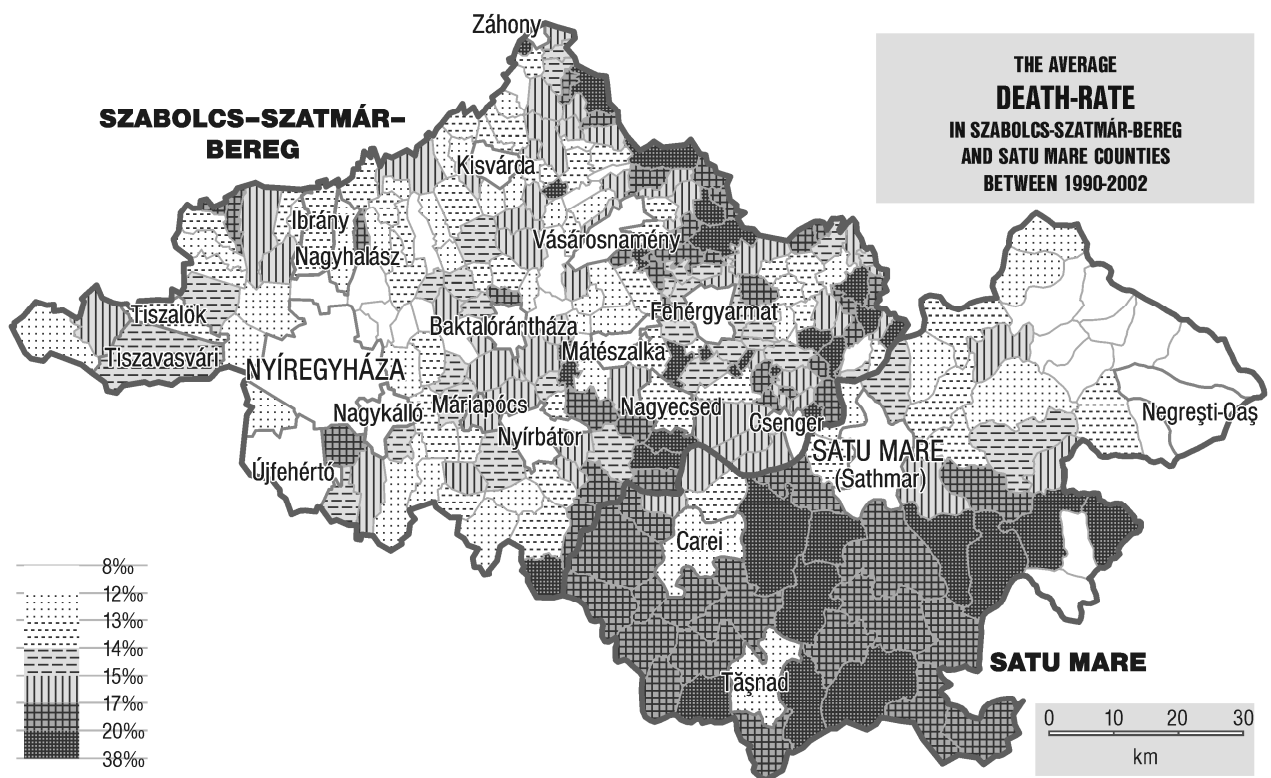 Záhony
THE AVERAGE
DEATH-RATE
IN SZABOLCS-SZATMÁR-BEREG
AND SATU MARE COUNTIES
BETWEEN 1990-2002
SZABOLCS–SZATMÁR–
BEREG
Kisvárda
Ibrány
Vásárosnamény
Nagyhalász
Tiszalök
Fehérgyarmat
Baktalórántháza
Tiszavasvári
Mátészalka
NYÍREGYHÁZA
Máriapócs
Nagyecsed
Nagykálló
Negreşti-Oaş
Csenger
Nyírbátor
SATU MARE
(Sathmar)
Újfehértó
Carei
8‰
12‰
13‰
14‰
15‰
17‰
20‰
38‰
SATU MARE
Tăşnad
0 10 20 30
km